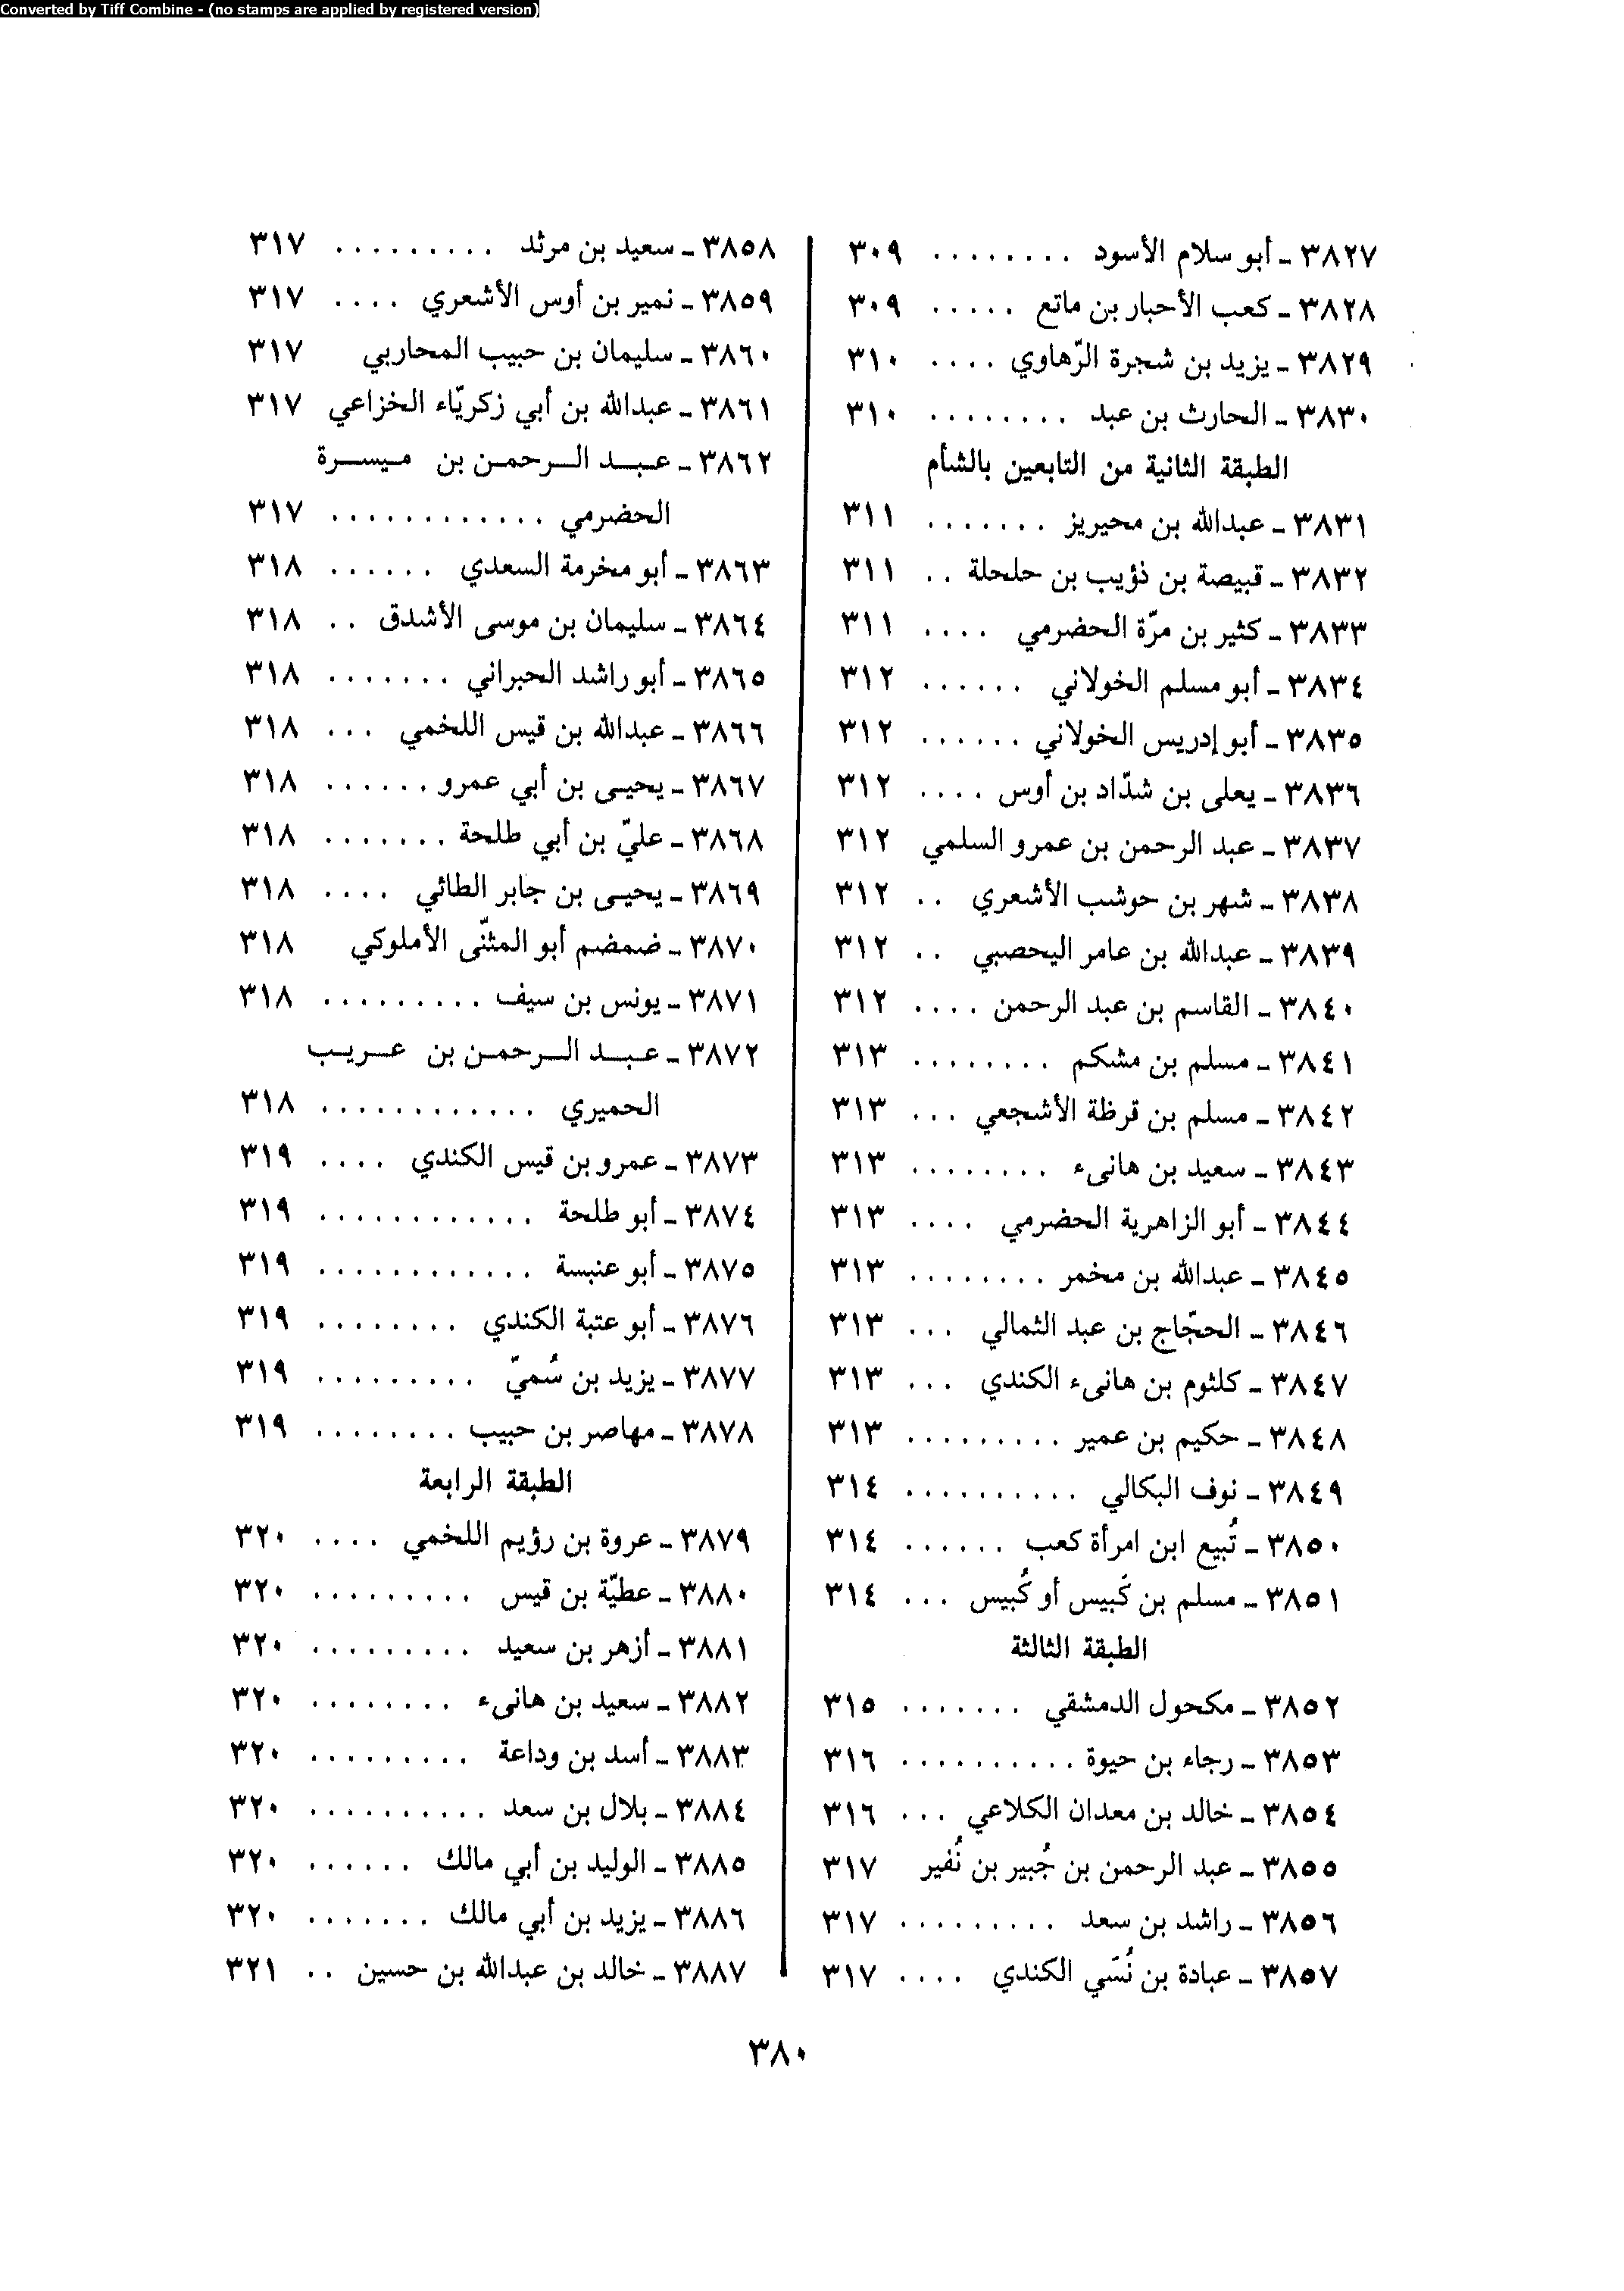 Converted by Tiff Combine - (no stamps are applied by registered version)
٣٨٢٧ - أبو سلام الأسود ........ ٣٠٩
٣٨٢٨ - كعب الأحبار بن ماتع ..... ٣٠٩
٣٨٢٩ - يزيد بن شجرة الرّهاوي .... ٣١٠
٣٨٣٠ - الحارث بن عبد ........ ٣١٠
الطبقة الثانية من التابعين بالشأم
٣٨٣١ - عبدالله بن محيريز ....... ٣١١
٣٨٣٢ - قبيصة بن ذؤيب بن حلحلة .. ٣١١
٣٨٣٣ - كثير بن مرّة الحضرمي .... ٣١١
٣٨٣٤ - أبو مسلم الخولاني ...... ٣١٢
٣٨٣٥ - أبو إدريس الخولاني ...... ٣١٢
٣٨٣٦ - يعلى بن شدّاد بن أوس .... ٣١٢
٣٨٣٧ - عبد الرحمن بن عمرو السلمي ٣١٢
٣٨٣٨ - شهر بن حوشب الأشعري .. ٣١٢
٣٨٣٩ - عبدالله بن عامر اليحصبي .. ٣١٢
٣٨٤٠ - القاسم بن عبد الرحمن .... ٣١٢
٣٨٤١ - مسلم بن مشكم ........ ٣١٣
٣٨٤٢ - مسلم بن قرظة الأشجعي ... ٣١٣
٣٨٤٣ - سعيد بن هانىء ........ ٣١٣
٣٨٤٤ - أبو الزاهرية الحضرمي .... ٣١٣
٣٨٤٥ - عبدالله بن مخمر ........ ٣١٣
٣٨٤٦ - الحجّاج بن عبد الثمالي ... ٣١٣
٣٨٤٧ - كلثوم بن هانىء الكندي ... ٣١٣
٣٨٤٨ - حكيم بن عمير ......... ٣١٣
٣٨٤٩ - نوف البكالي .......... ٣١٤
٣٨٥٠ - تُبيع ابن امرأة كعب ...... ٣١٤
٣٨٥١ - مسلم بن كَبيس أو كُبيس ... ٣١٤
الطبقة الثالثة
٣٨٥٢ - مكحول الدمشقي ....... ٣١٥
٣٨٥٣ - رجاء بن حيوة .......... ٣١٦
٣٨٥٤ - خالد بن معدان الكلاعي ... ٣١٦
٣٨٥٥ - عبد الرحمن بن جُبير بن نُفير ٣١٧
٣٨٥٦ - راشد بن سعد ......... ٣١٧
٣٨٥٧ - عبادة بن نُسّي الكندي .... ٣١٧
٣٨٥٨ - سعيد بن مرثد ......... ٣١٧
٣٨٥٩ - نمير بن أوس الأشعري .... ٣١٧
٣٨٦٠ - سليمان بن حبيب المحاربي ٣١٧
٣٨٦١ - عبدالله بن أبي زكريّاء الخزاعي ٣١٧
٣٨٦٢ - عبد الرحمن بن ميسرة
الحضرمي ............ ٣١٧
٣٨٦٣ - أبو مخرمة السعدي ...... ٣١٨
٣٨٦٤ - سليمان بن موسى الأشدق .. ٣١٨
٣٨٦٥ - أبو راشد الحبراني ....... ٣١٨
٣٨٦٦ - عبدالله بن قيس اللخمي ... ٣١٨
٣٨٦٧ - يحيى بن أبي عمرو ...... ٣١٨
٣٨٦٨ - عليّ بن أبي طلحة ....... ٣١٨
٣٨٦٩ - يحيى بن جابر الطائي .... ٣١٨
٣٨٧٠ - ضمضم أبو المثنّى الأملوكي ٣١٨
٣٨٧١ - يونس بن سيف ......... ٣١٨
٣٨٧٢ - عبد الرحمن بن عريب
الحميري ............ ٣١٨
٣٨٧٣ - عمرو بن قيس الكندي .... ٣١٩
٣٨٧٤ - أبو طلحة ............ ٣١٩
٣٨٧٥ - أبو عنبسة ............ ٣١٩
٣٨٧٦ - أبو عتبة الكندي ........ ٣١٩
٣٨٧٧ - يزيد بن سُميّ ......... ٣١٩
٣٨٧٨ - مهاصر بن حبيب ........ ٣١٩
الطبقة الرابعة
٣٨٧٩ - عروة بن رؤيم اللخمي .... ٣٢٠
٣٨٨٠ - عطيّة بن قيس ......... ٣٢٠
٣٨٨١ - أزهر بن سعيد ......... ٣٢٠
٣٨٨٢ - سعيد بن هانىء ........ ٣٢٠
٣٨٨٣ - أسد بن وداعة ......... ٣٢٠
٣٨٨٤ - بلال بن سعد .......... ٣٢٠
٣٨٨٥ - الوليد بن أبي مالك ...... ٣٢٠
٣٨٨٦ - يزيد بن أبي مالك ....... ٣٢٠
٣٨٨٧ - خالد بن عبدالله بن حسين .. ٣٢١
٣٨٠